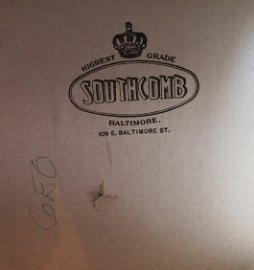 HIGHEST GRADE
SOUTHCOMB
BALTIMORE.
109 E. BALTIMORE ST.